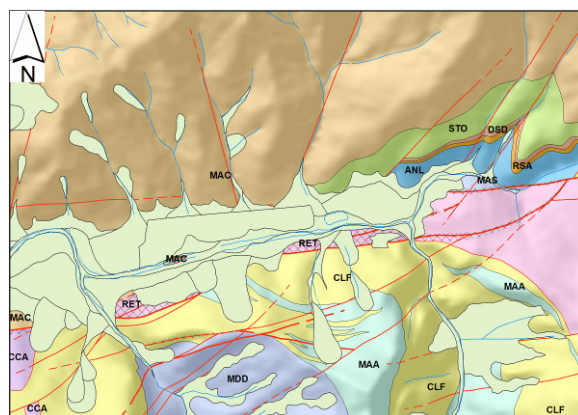 N
STO
DSD
ANL
RSA
MAC
MAS
MAC
RET
CLF
MAA
RET
MAC
CCA
MAA
MDD
CLF
CCA
CLF